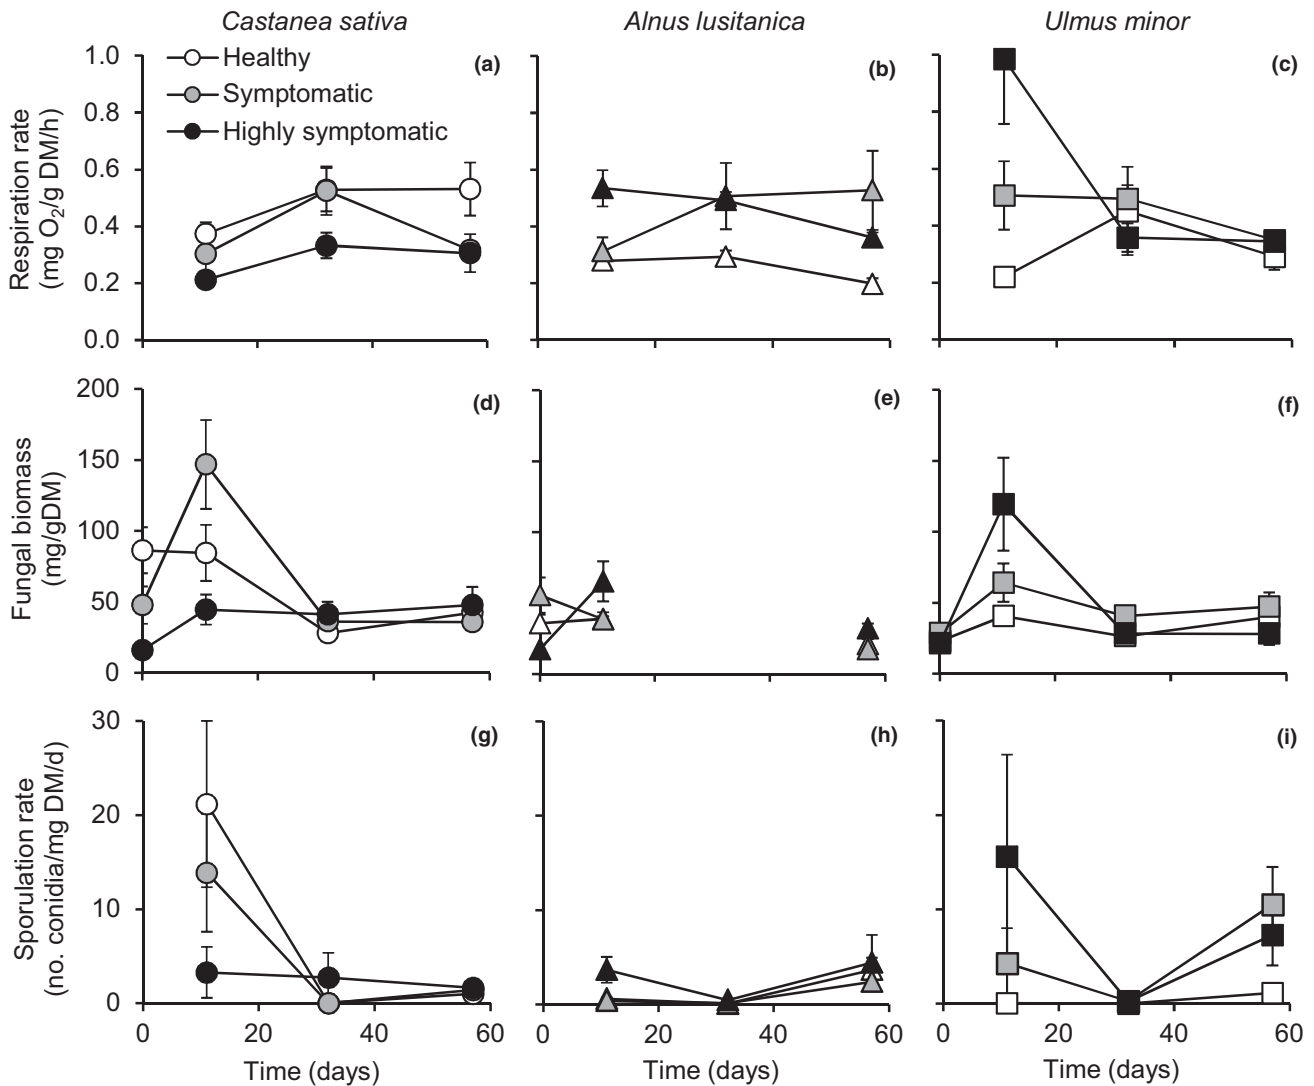 Castanea sativa
Alnus lusitanica
Ulmus minor
Healthy
Symptomatic
Highly symptomatic
(a)
(b)
(c)
Respiration rate
(mg O₂/g DM/h)
1.0
0.8
0.6
0.4
0.2
0.0
(d)
(e)
(f)
Fungal biomass
(mg/gDM)
200
150
100
50
0
(g)
(h)
(i)
Sporulation rate
(no. conidia/mg DM/d)
30
20
10
0
0 20 40 60
0 20 40 60
0 20 40 60
Time (days)
Time (days)
Time (days)